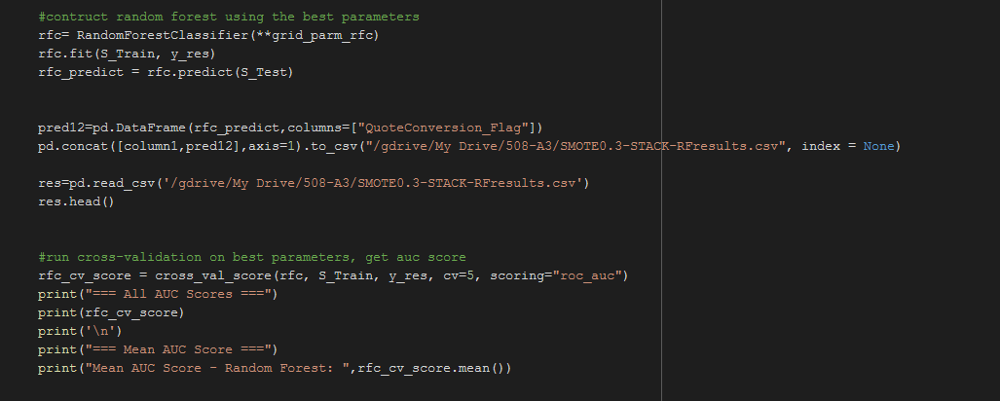 #contruct random forest using the best parameters
rfc= RandomForestClassifier(**grid_parm_rfc)
rfc.fit(S_Train, y_res)
rfc_predict = rfc.predict(S_Test)
pred12=pd.DataFrame(rfc_predict,columns=["QuoteConversion_Flag"])
pd.concat([column1,pred12],axis=1).to_csv("/gdrive/My Drive/508-A3/SMOTE0.3-STACK-RFresults.csv", index = None)
res=pd.read_csv('/gdrive/My Drive/508-A3/SMOTE0.3-STACK-RFresults.csv')
res.head()
#run cross-validation on best parameters, get auc score
rfc_cv_score = cross_val_score(rfc, S_Train, y_res, cv=5, scoring="roc_auc")
print("=== All AUC Scores ===")
print(rfc_cv_score)
print('\n')
print("=== Mean AUC Score ===")
print("Mean AUC Score - Random Forest: ",rfc_cv_score.mean())